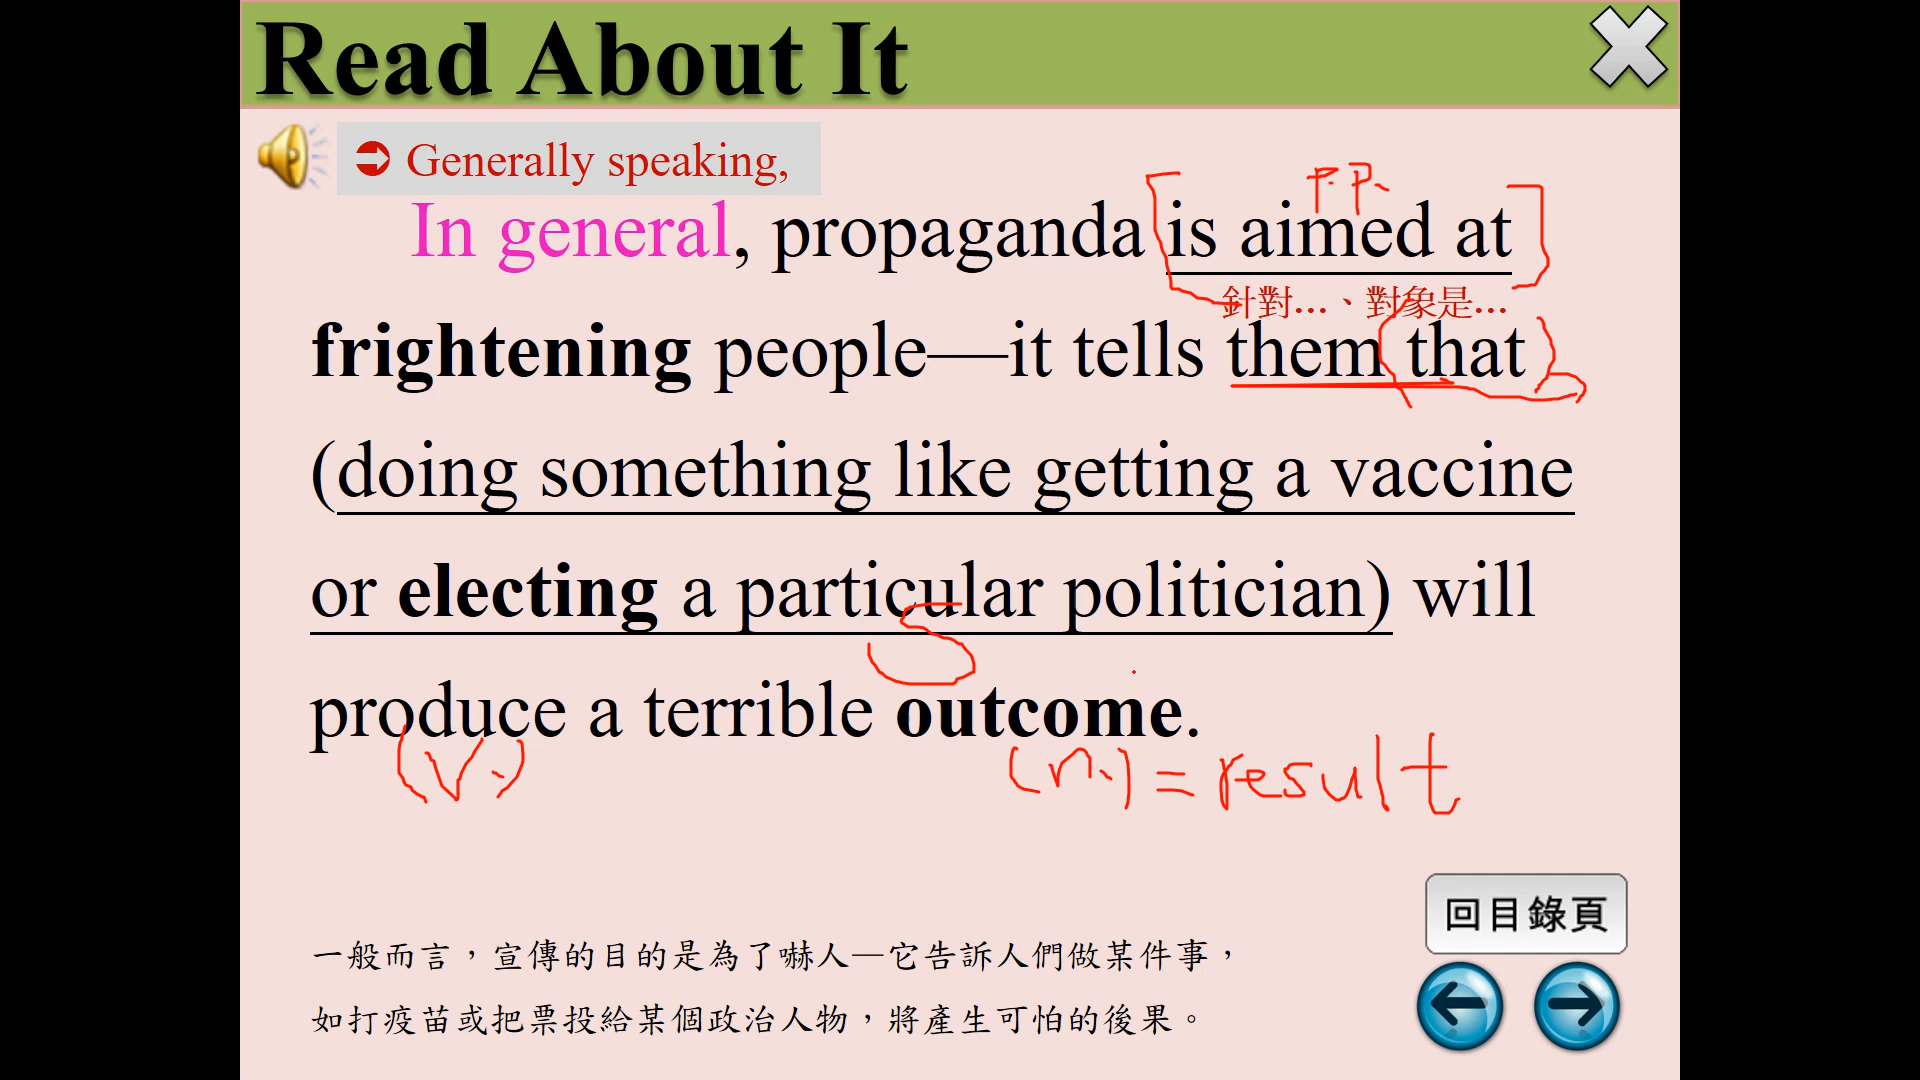 Read About It
➲ Generally speaking,
p.p.
In general, propaganda is aimed at
針對…、對象是…
frightening people—it tells them that
(doing something like getting a vaccine
or electing a particular politician) will
S
produce a terrible outcome.
(v.) (n.) = result
回目錄頁
一般而言，宣傳的目的是為了嚇人—它告訴人們做某件事，
如打疫苗或把票投給某個政治人物，將產生可怕的後果。